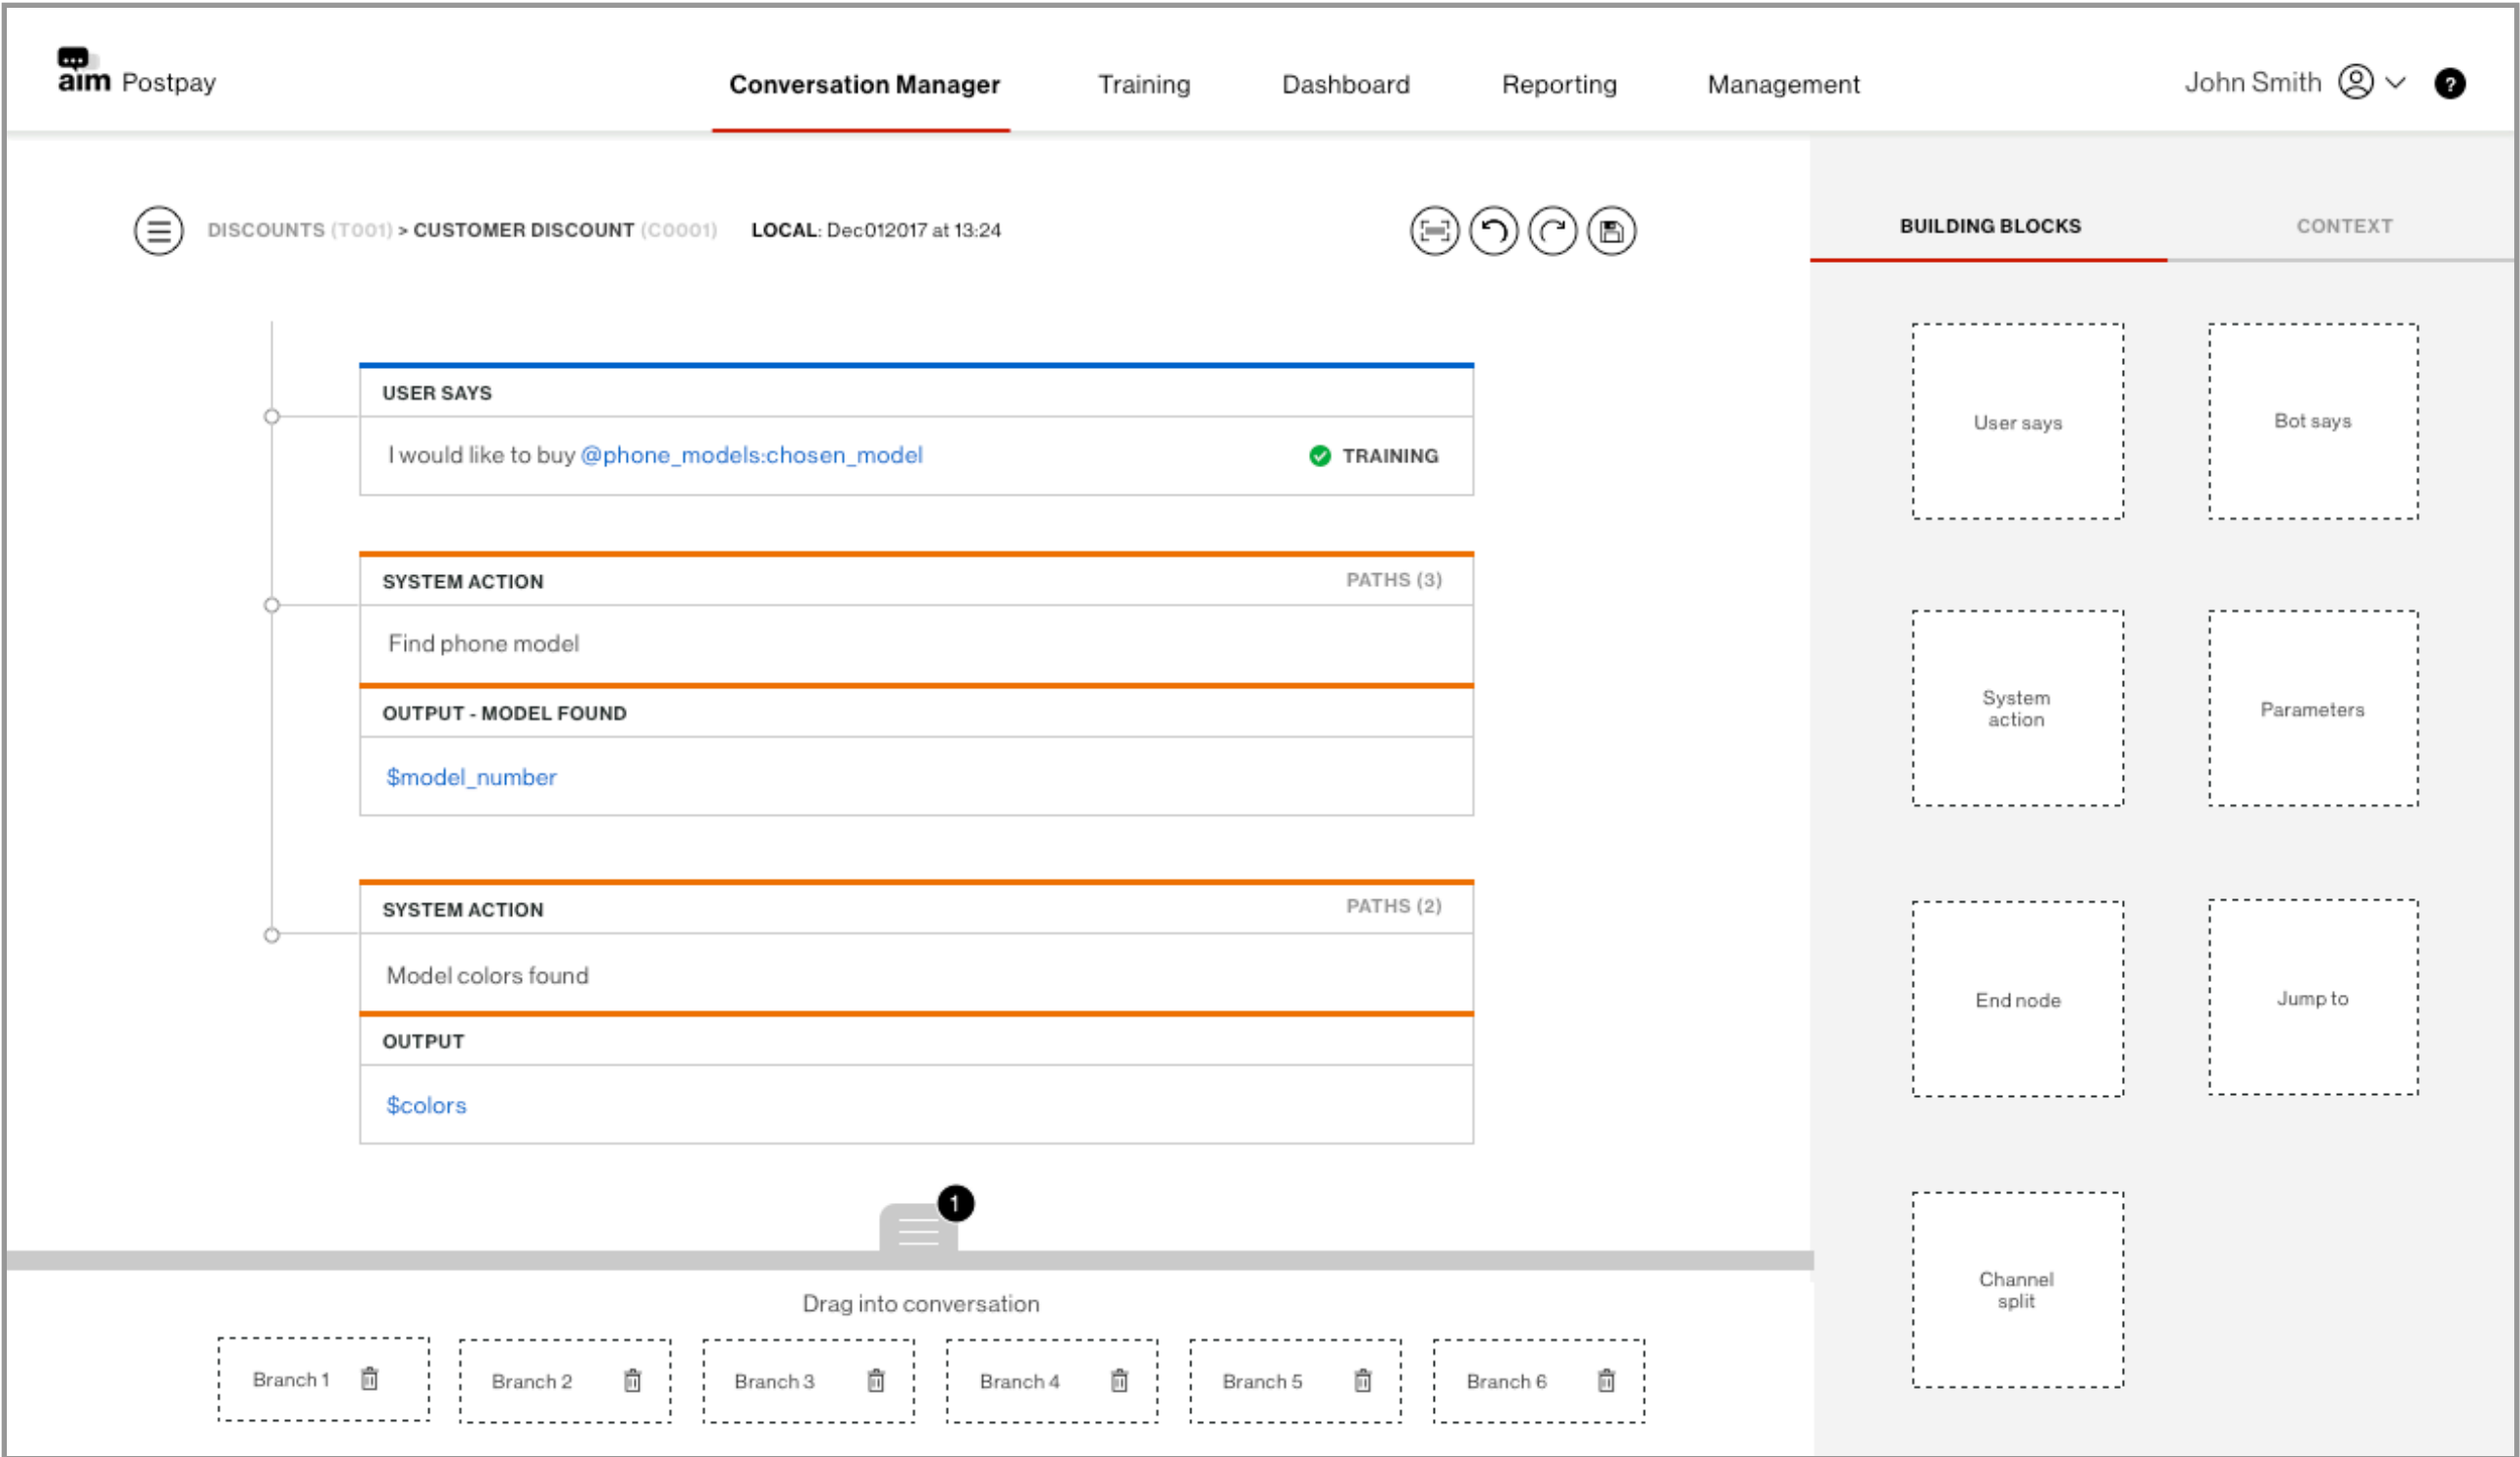 aim Postpay
Conversation Manager
Training
Dashboard
Reporting
Management
John Smith
?
DISCOUNTS (T001) > CUSTOMER DISCOUNT (C0001)
LOCAL: Dec012017 at 13:24
USER SAYS
I would like to buy @phone_models:chosen_model
TRAINING
SYSTEM ACTION
PATHS (3)
Find phone model
OUTPUT - MODEL FOUND
$model_number
SYSTEM ACTION
PATHS (2)
Model colors found
OUTPUT
$colors
1
Drag into conversation
Branch 1
Branch 2
Branch 3
Branch 4
Branch 5
Branch 6
BUILDING BLOCKS
CONTEXT
User says
Bot says
System
action
Parameters
End node
Jump to
Channel
split